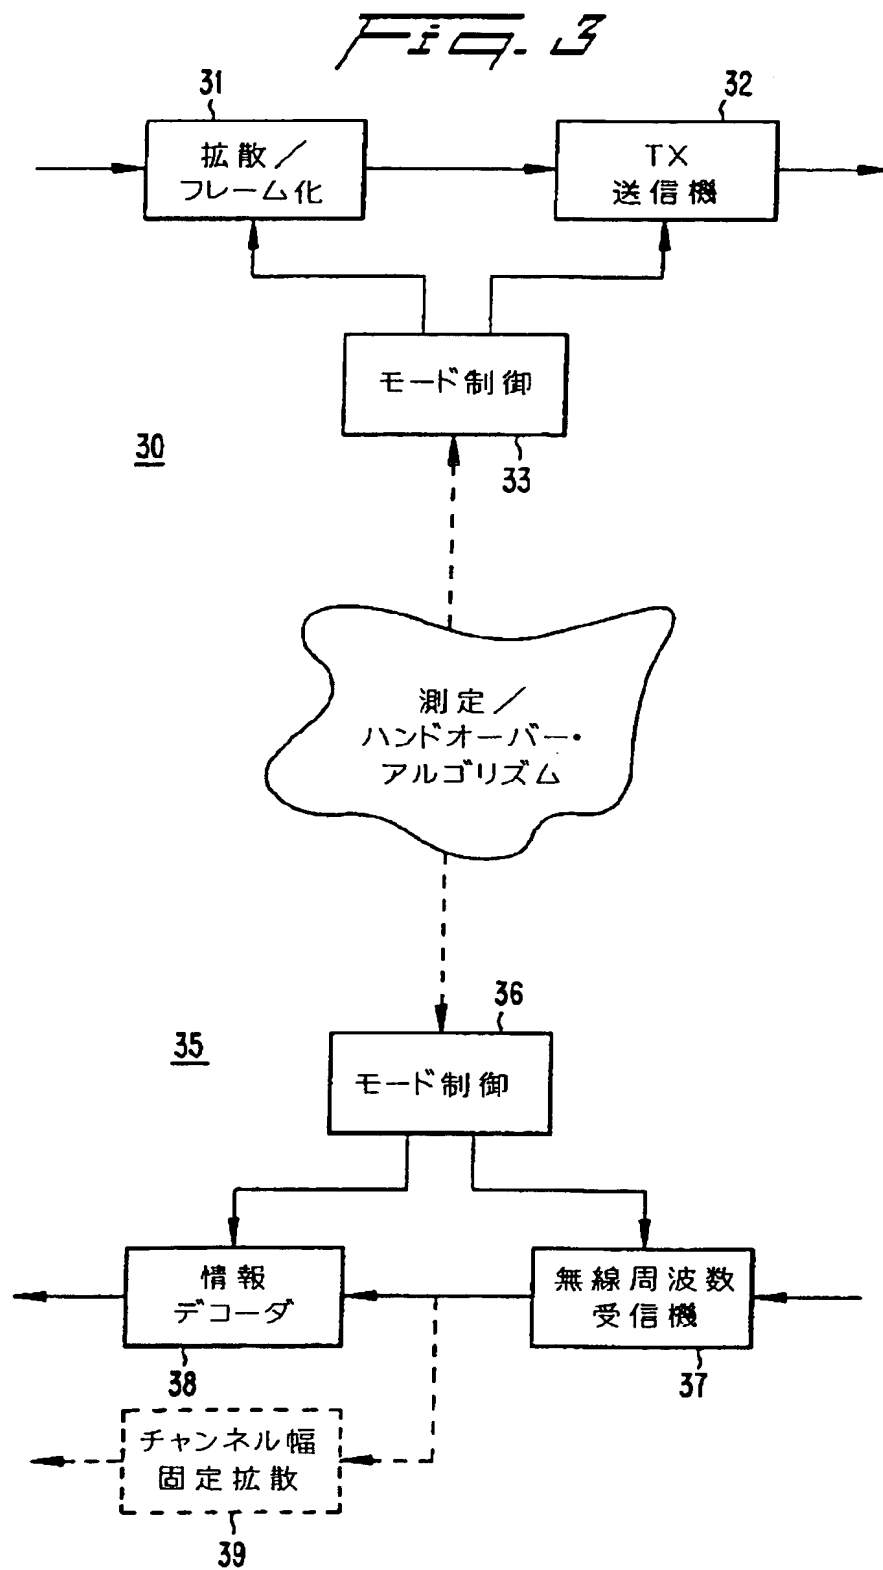 Fig. 3
31
32
拡散／
フレーム化
TX
送信機
モード制御
30
33
測定／
ハンドオーバー・
アルゴリズム
36
35
モード制御
情報
デコーダ
無線周波数
受信機
38
37
チャンネル幅
固定拡散
39